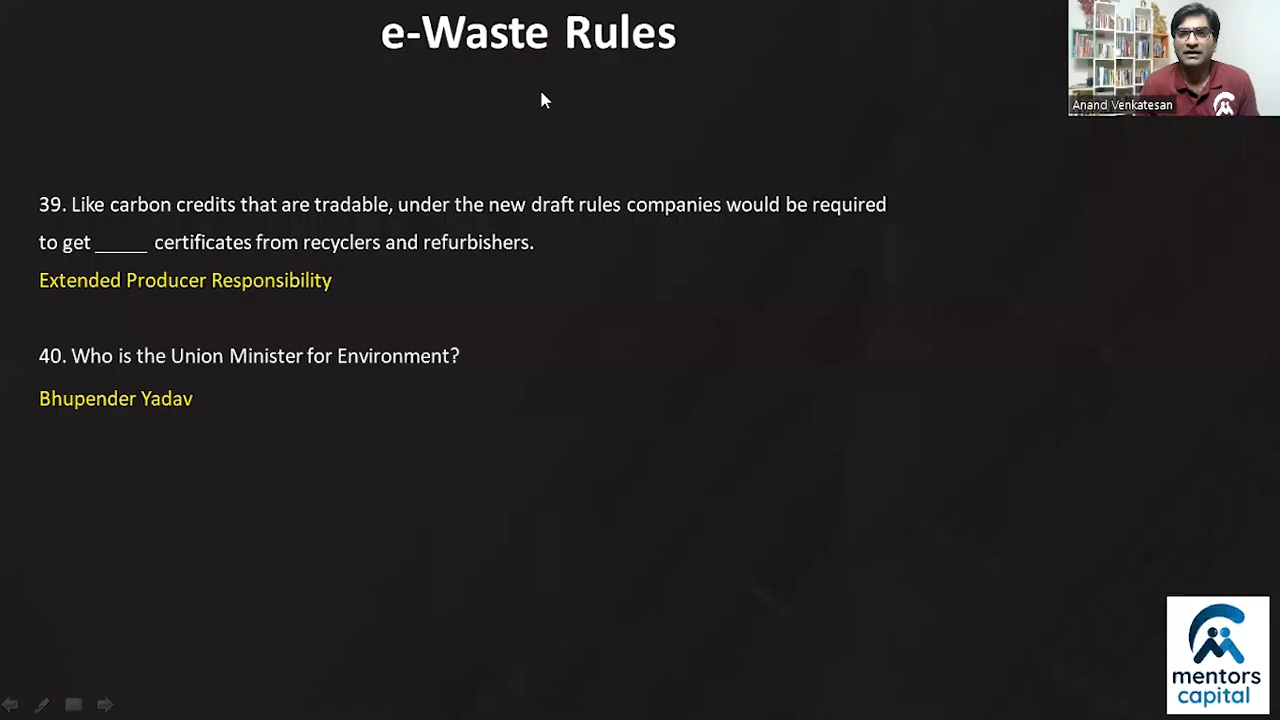 e-Waste Rules
Anand Venkatesan
39. Like carbon credits that are tradable, under the new draft rules companies would be required
to get _____ certificates from recyclers and refurbishers.
Extended Producer Responsibility
40. Who is the Union Minister for Environment?
Bhupender Yadav
mentors
capital